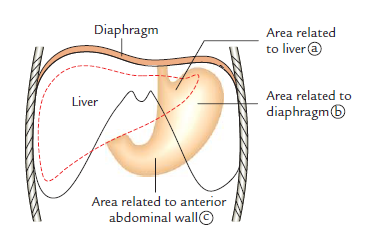 Diaphragm
Area related
to liver ⓐ
Liver
Area related to
diaphragm ⓑ
Area related to anterior
abdominal wall ⓒ